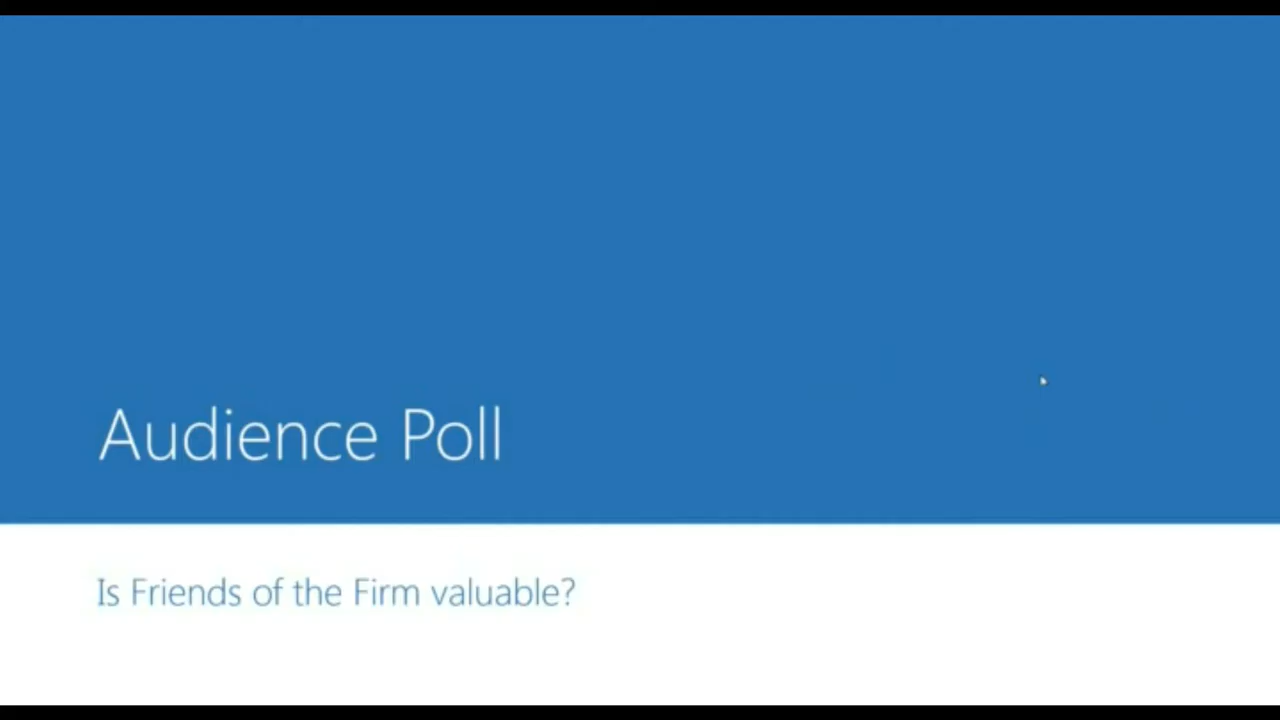 Audience Poll
Is Friends of the Firm valuable?